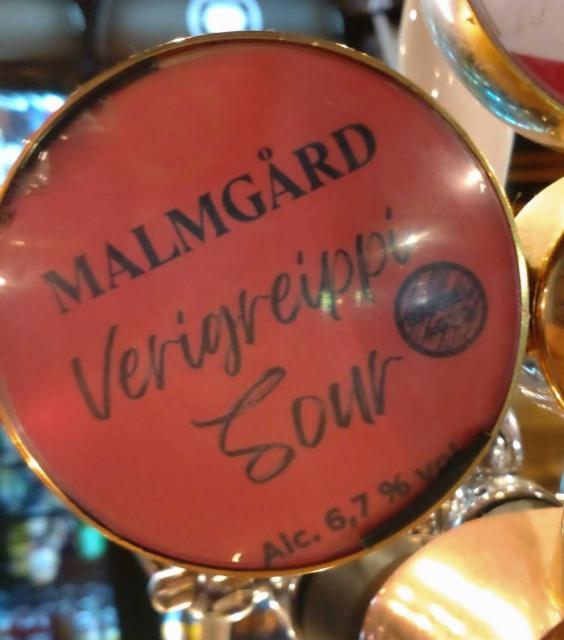 MALMGÅRD
Verigreippi
Sour
Alc. 6,7 % vol